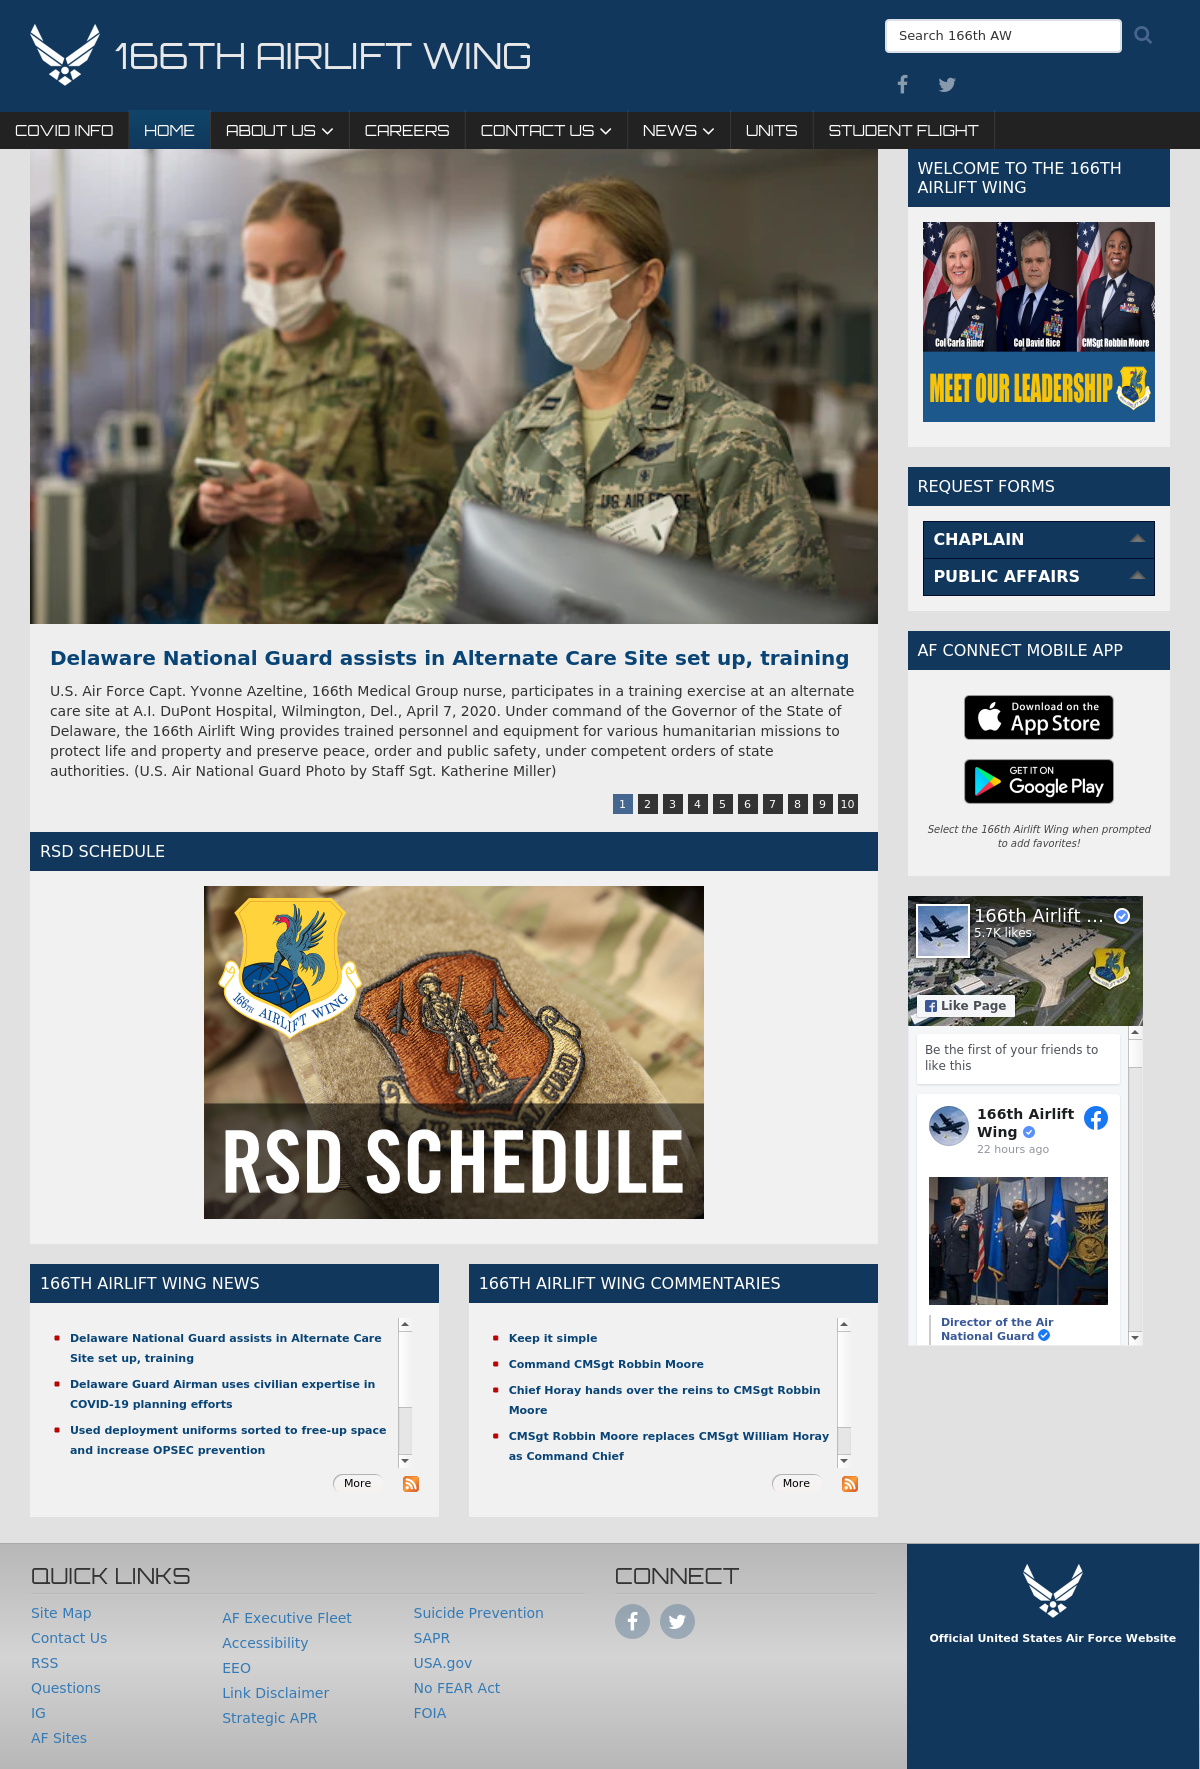 166TH AIRLIFT WING
Search 166th AW
COVID INFO
HOME
ABOUT US
CAREERS
CONTACT US
NEWS
UNITS
STUDENT FLIGHT
U.S. AIR FORCE
Delaware National Guard assists in Alternate Care Site set up, training
U.S. Air Force Capt. Yvonne Azeltine, 166th Medical Group nurse, participates in a training exercise at an alternate
care site at A.I. DuPont Hospital, Wilmington, Del., April 7, 2020. Under command of the Governor of the State of
Delaware, the 166th Airlift Wing provides trained personnel and equipment for various humanitarian missions to
protect life and property and preserve peace, order and public safety, under competent orders of state
authorities. (U.S. Air National Guard Photo by Staff Sgt. Katherine Miller)
1 2 3 4 5 6 7 8 9 10
RSD SCHEDULE
166TH AIRLIFT WING
GUARD
RSD SCHEDULE
166TH AIRLIFT WING NEWS
Delaware National Guard assists in Alternate Care
Site set up, training
Delaware Guard Airman uses civilian expertise in
COVID-19 planning efforts
Used deployment uniforms sorted to free-up space
and increase OPSEC prevention
More
166TH AIRLIFT WING COMMENTARIES
Keep it simple
Command CMSgt Robbin Moore
Chief Horay hands over the reins to CMSgt Robbin
Moore
CMSgt Robbin Moore replaces CMSgt William Horay
as Command Chief
More
WELCOME TO THE 166TH
AIRLIFT WING
Col Carla Riner
Col David Rice
CMSgt Robbin Moore
MEET OUR LEADERSHIP
REQUEST FORMS
CHAPLAIN
PUBLIC AFFAIRS
AF CONNECT MOBILE APP
Download on the
App Store
GET IT ON
Google Play
Select the 166th Airlift Wing when prompted
to add favorites!
166th Airlift ...
5.7K likes
Like Page
Be the first of your friends to
like this
166th Airlift
Wing
22 hours ago
Director of the Air
National Guard
QUICK LINKS
Site Map
Contact Us
RSS
Questions
IG
AF Sites
AF Executive Fleet
Accessibility
EEO
Link Disclaimer
Strategic APR
Suicide Prevention
SAPR
USA.gov
No FEAR Act
FOIA
CONNECT
Official United States Air Force Website